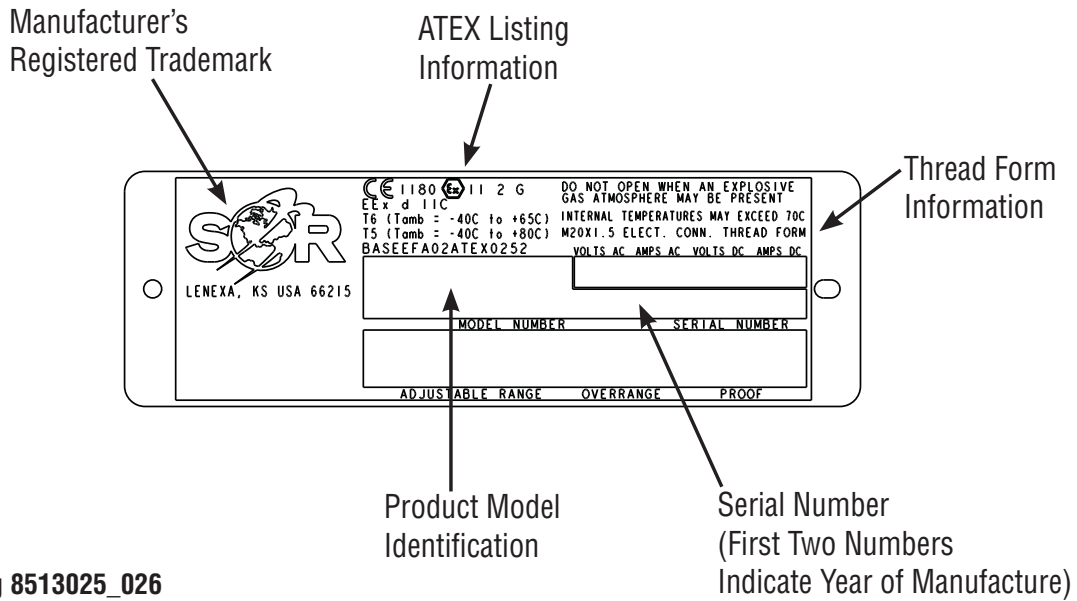 Manufacturer's
Registered Trademark
ATEX Listing
Information
Thread Form
Information
SOR
LENEXA, KS USA 66215
CE 1180 Ex II 2 G
EEx d IIC
T6 (Tamb = -40C to +65C)
T5 (Tamb = -40C to +80C)
BASEEFA02ATEX0252
DO NOT OPEN WHEN AN EXPLOSIVE
GAS ATMOSPHERE MAY BE PRESENT
INTERNAL TEMPERATURES MAY EXCEED 70C
M20X1.5 ELECT. CONN. THREAD FORM
VOLTS AC AMPS AC VOLTS DC AMPS DC
MODEL NUMBER SERIAL NUMBER
ADJUSTABLE RANGE OVERRANGE PROOF
Product Model
Identification
Serial Number
(First Two Numbers
Indicate Year of Manufacture)
8513025_026